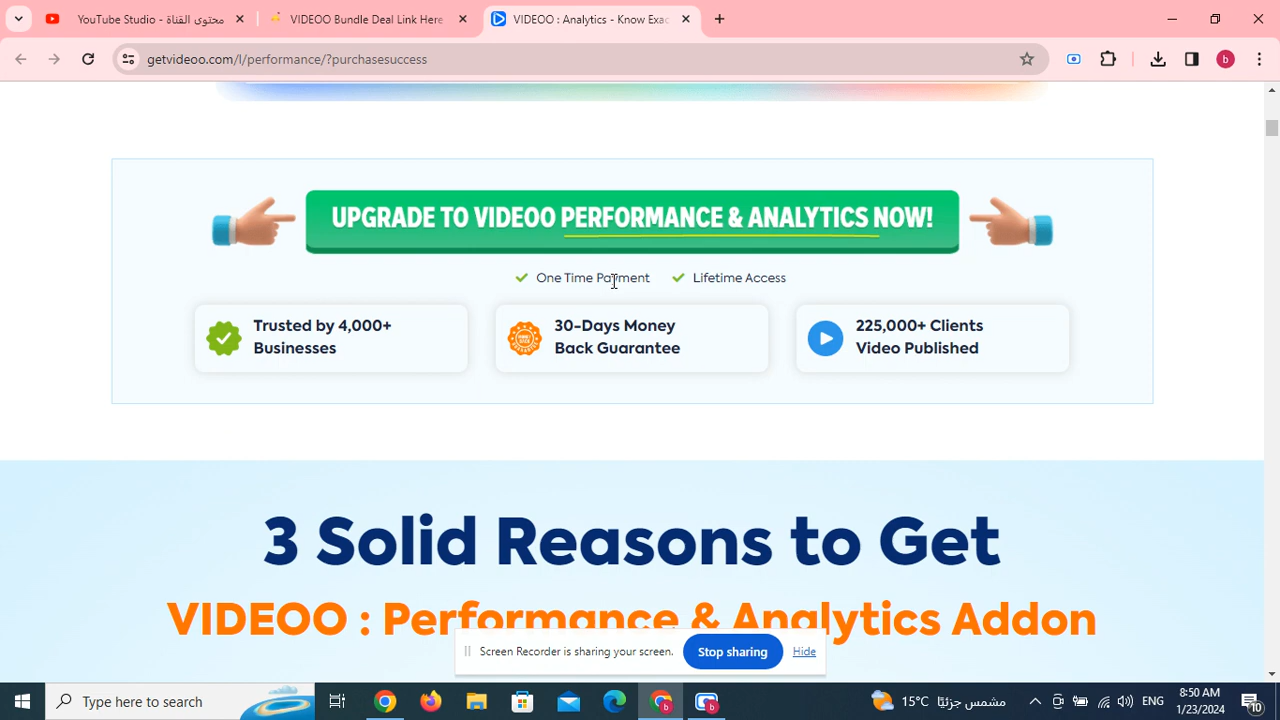 YouTube Studio - محتوى القناة
VIDEOO Bundle Deal Link Here
VIDEOO : Analytics - Know Exac
getvideoo.com/l/performance/?purchasesuccess
b
UPGRADE TO VIDEOO PERFORMANCE & ANALYTICS NOW!
One Time Payment
Lifetime Access
Trusted by 4,000+
Businesses
30-Days Money
Back Guarantee
225,000+ Clients
Video Published
3 Solid Reasons to Get
VIDEOO : Performance & Analytics Addon
Screen Recorder is sharing your screen.
Stop sharing
Hide
Type here to search
15°C مشمس جزئيًا
ENG
8:50 AM
1/23/2024
10